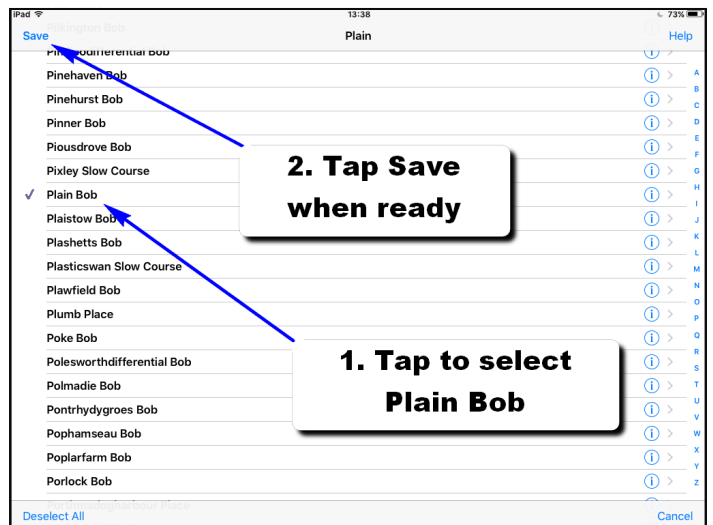 iPad 13:38 73%
Pilkington Bob
Save Plain Help
Pinehaven Bob
A
Pinehurst Bob
B
C
Pinner Bob
D
Piousdrove Bob
E
F
Pixley Slow Course
G
Plain Bob
H
I
Plaistow Bob
J
Plashetts Bob
K
L
Plasticswan Slow Course
M
Plawfield Bob
N
O
Plumb Place
P
Poke Bob
Q
R
Polesworthdifferential Bob
S
Polmadie Bob
T
U
Pontrhydygroes Bob
V
Pophamseau Bob
W
X
Poplarfarm Bob
Y
Porlock Bob
Z
Deselect All Cancel
2. Tap Save
when ready
1. Tap to select
Plain Bob